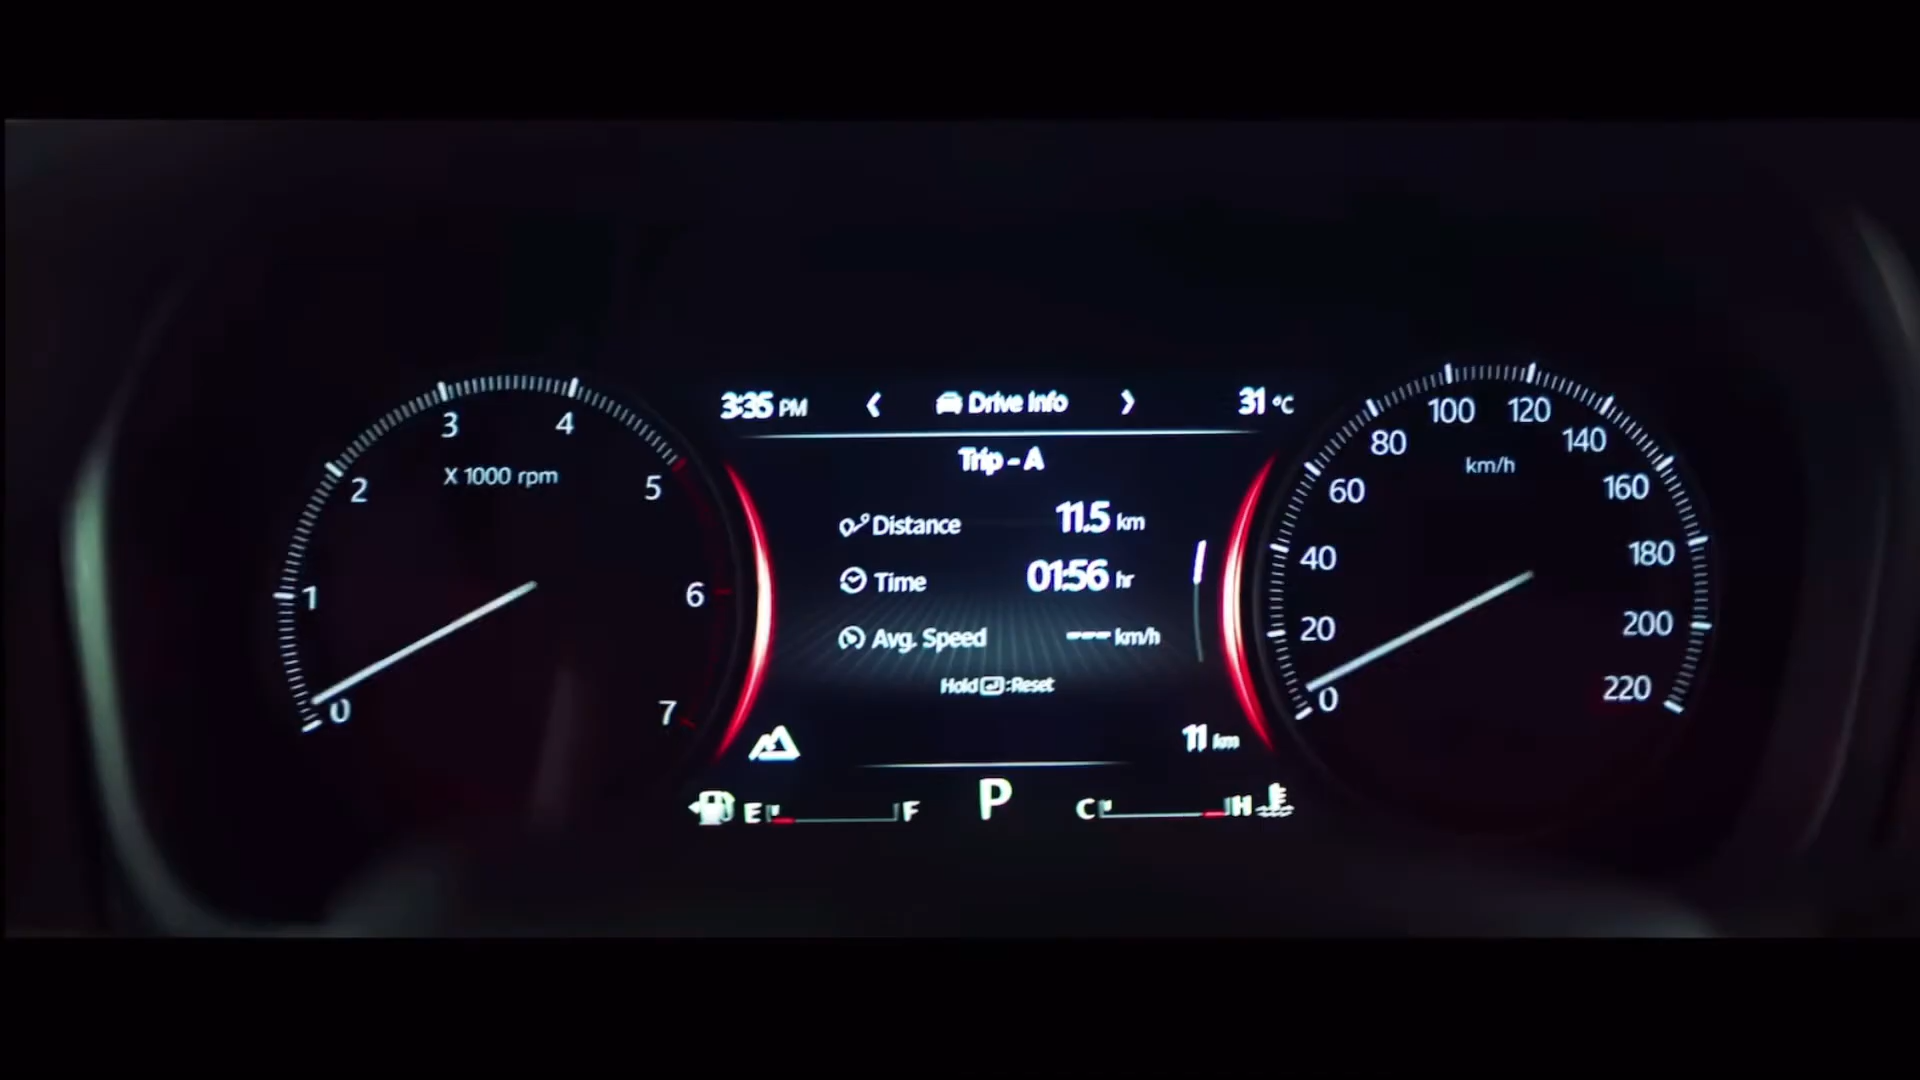 3:35 PM
Drive Info
31 °C
Trip - A
Distance 11.5 km
Time 01:56 hr
Avg. Speed --- km/h
Hold :Reset
11 km
E F
P
C H
0
1
2
3
4
5
6
7
X 1000 rpm
0
20
40
60
80
100
120
140
160
180
200
220
km/h